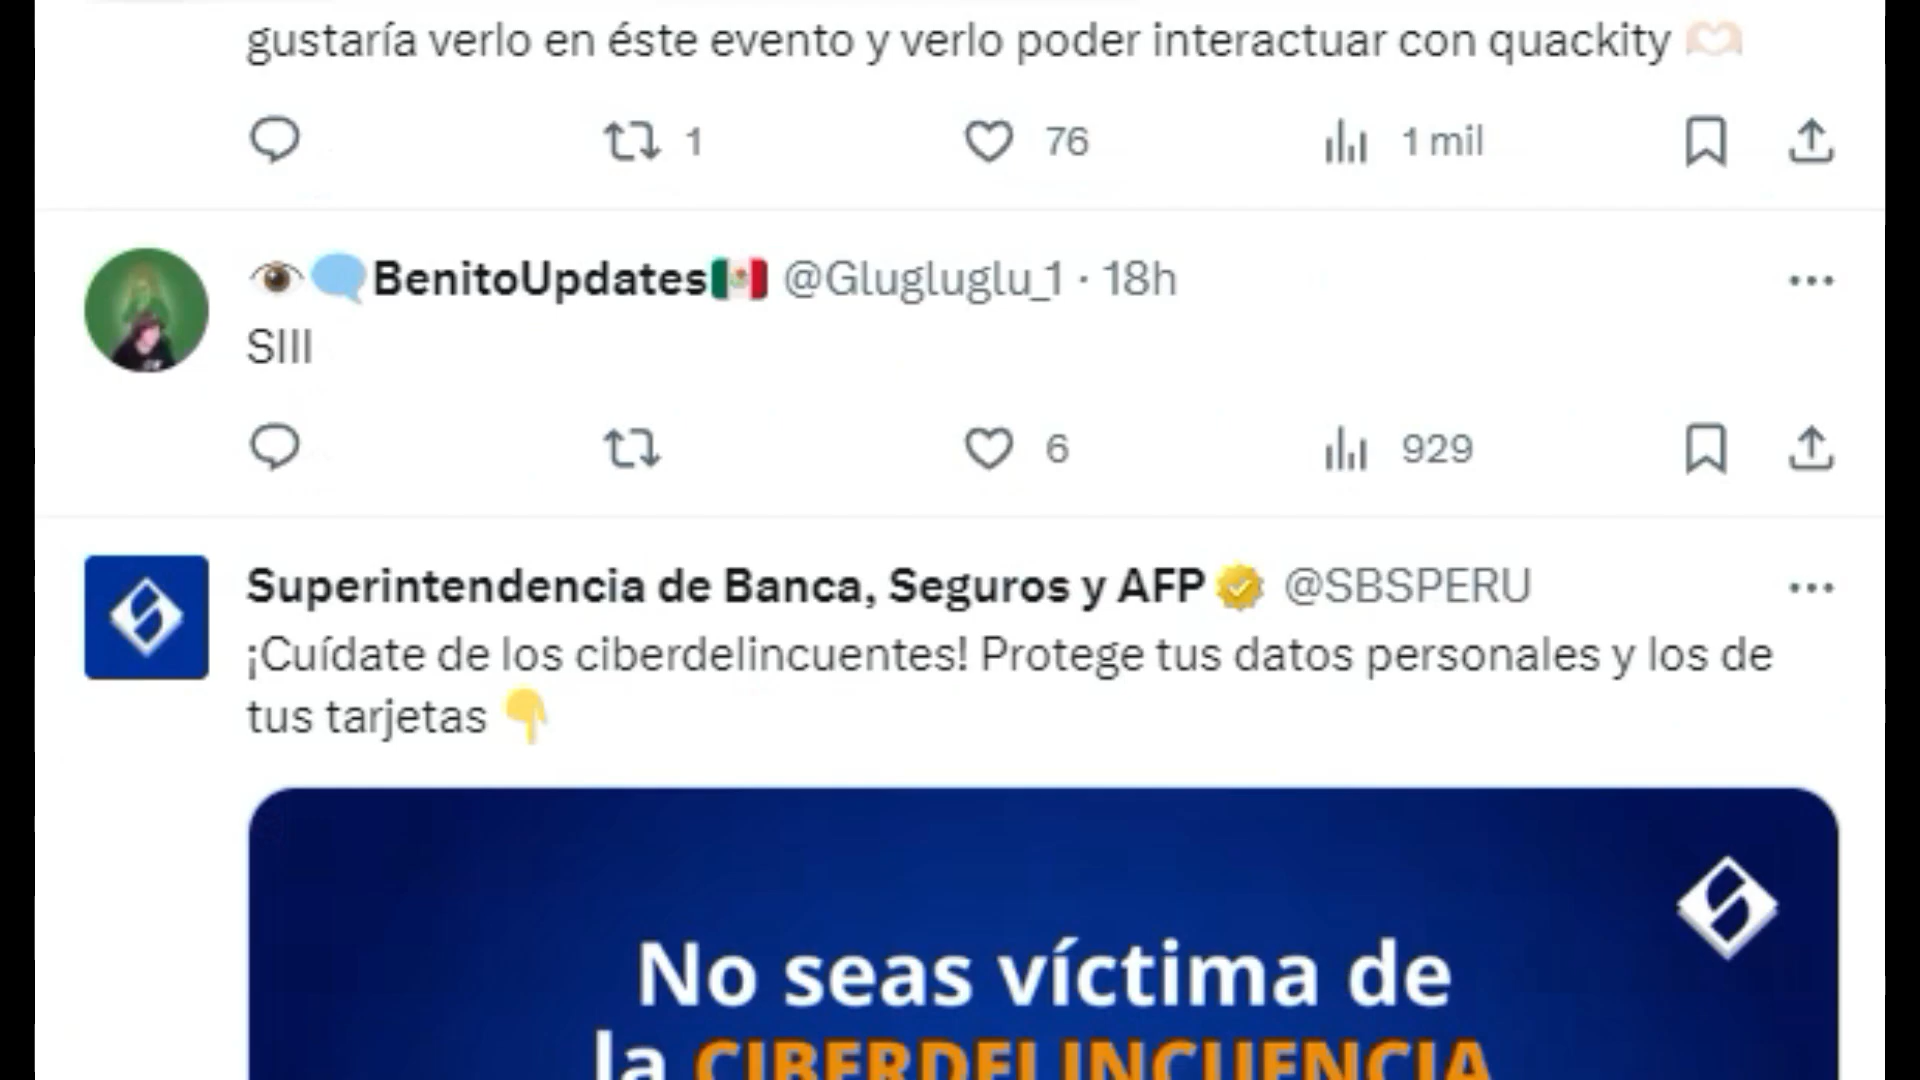 gustaría verlo en éste evento y verlo poder interactuar con quackity 🫶🏻
1 76 1 mil
👁️🗨️BenitoUpdates🇲🇽 @Glugluglu_1 · 18h
SIII
6 929
Superintendencia de Banca, Seguros y AFP @SBSPERU
¡Cuídate de los ciberdelincuentes! Protege tus datos personales y los de
tus tarjetas 👇
No seas víctima de
la CIBERDELINCUENCIA